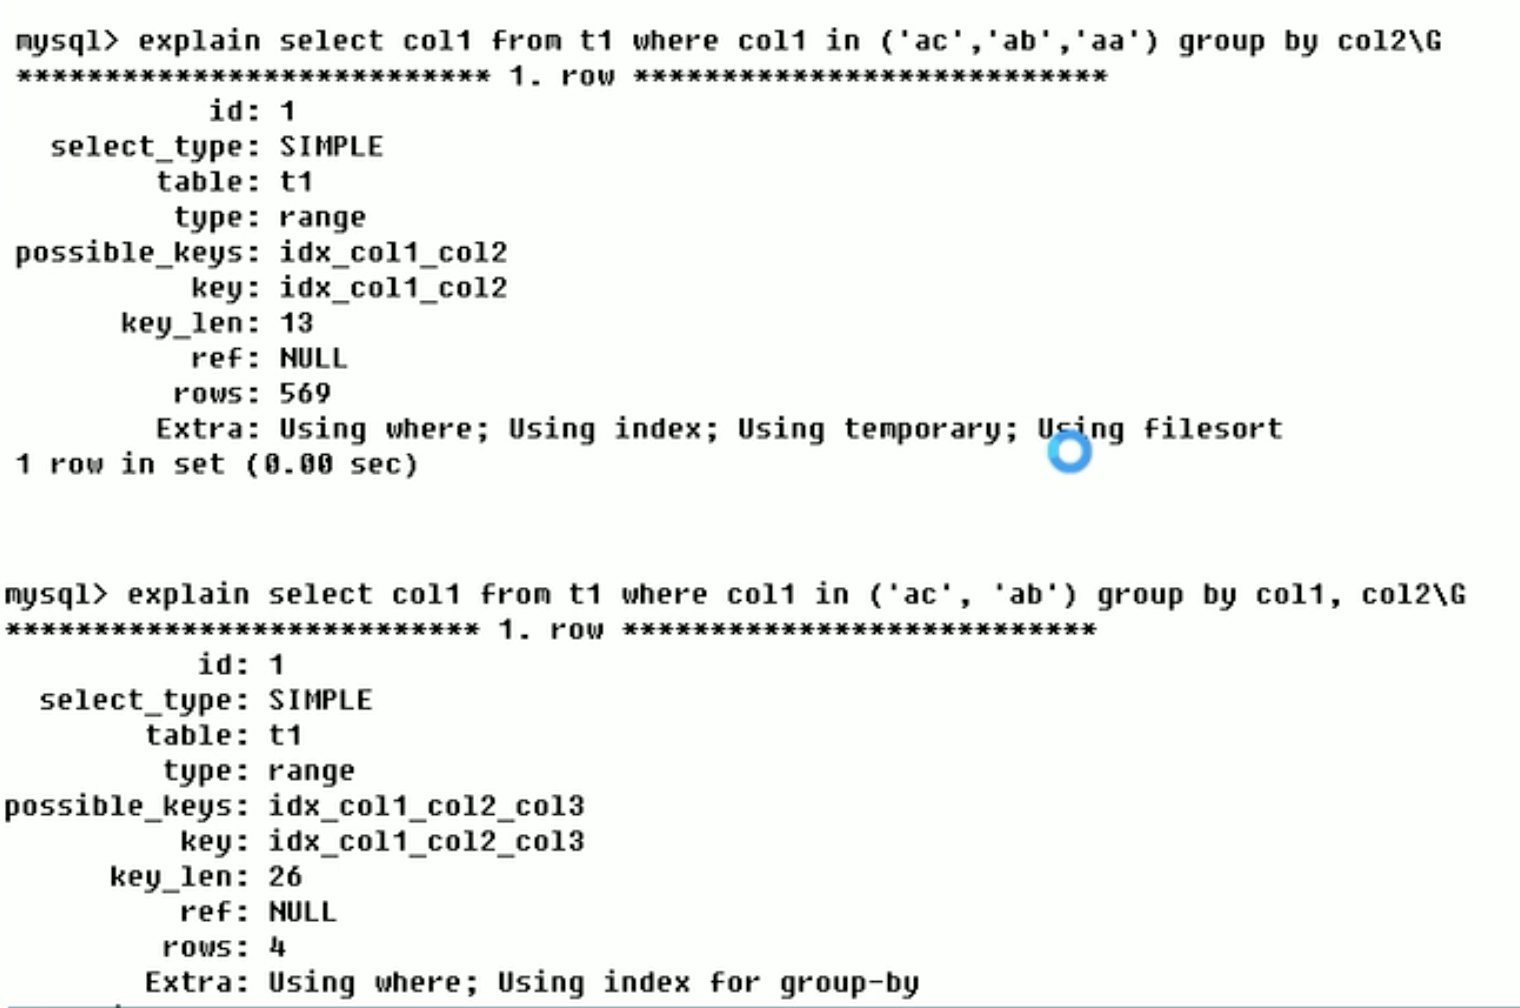 mysql> explain select col1 from t1 where col1 in ('ac','ab','aa') group by col2\G
*************************** 1. row ***************************
id: 1
select_type: SIMPLE
table: t1
type: range
possible_keys: idx_col1_col2
key: idx_col1_col2
key_len: 13
ref: NULL
rows: 569
Extra: Using where; Using index; Using temporary; Using filesort
1 row in set (0.00 sec)
mysql> explain select col1 from t1 where col1 in ('ac', 'ab') group by col1, col2\G
*************************** 1. row ***************************
id: 1
select_type: SIMPLE
table: t1
type: range
possible_keys: idx_col1_col2_col3
key: idx_col1_col2_col3
key_len: 26
ref: NULL
rows: 4
Extra: Using where; Using index for group-by